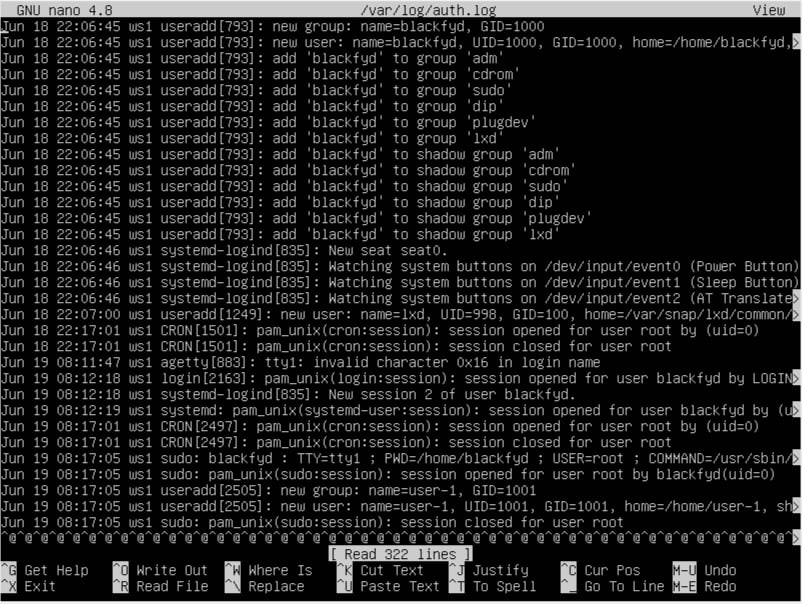 GNU nano 4.8 /var/log/auth.log View
Jun 18 22:06:45 ws1 useradd[793]: new group: name=blackfyd, GID=1000
Jun 18 22:06:45 ws1 useradd[793]: new user: name=blackfyd, UID=1000, GID=1000, home=/home/blackfyd,>
Jun 18 22:06:45 ws1 useradd[793]: add 'blackfyd' to group 'adm'
Jun 18 22:06:45 ws1 useradd[793]: add 'blackfyd' to group 'cdrom'
Jun 18 22:06:45 ws1 useradd[793]: add 'blackfyd' to group 'sudo'
Jun 18 22:06:45 ws1 useradd[793]: add 'blackfyd' to group 'dip'
Jun 18 22:06:45 ws1 useradd[793]: add 'blackfyd' to group 'plugdev'
Jun 18 22:06:45 ws1 useradd[793]: add 'blackfyd' to group 'lxd'
Jun 18 22:06:45 ws1 useradd[793]: add 'blackfyd' to shadow group 'adm'
Jun 18 22:06:45 ws1 useradd[793]: add 'blackfyd' to shadow group 'cdrom'
Jun 18 22:06:45 ws1 useradd[793]: add 'blackfyd' to shadow group 'sudo'
Jun 18 22:06:45 ws1 useradd[793]: add 'blackfyd' to shadow group 'dip'
Jun 18 22:06:45 ws1 useradd[793]: add 'blackfyd' to shadow group 'plugdev'
Jun 18 22:06:45 ws1 useradd[793]: add 'blackfyd' to shadow group 'lxd'
Jun 18 22:06:46 ws1 systemd-logind[835]: New seat seat0.
Jun 18 22:06:46 ws1 systemd-logind[835]: Watching system buttons on /dev/input/event0 (Power Button)
Jun 18 22:06:46 ws1 systemd-logind[835]: Watching system buttons on /dev/input/event1 (Sleep Button)
Jun 18 22:06:46 ws1 systemd-logind[835]: Watching system buttons on /dev/input/event2 (AT Translate>
Jun 18 22:07:00 ws1 useradd[1249]: new user: name=lxd, UID=998, GID=100, home=/var/snap/lxd/common/>
Jun 18 22:17:01 ws1 CRON[1501]: pam_unix(cron:session): session opened for user root by (uid=0)
Jun 18 22:17:01 ws1 CRON[1501]: pam_unix(cron:session): session closed for user root
Jun 19 08:11:47 ws1 agetty[883]: tty1: invalid character 0x16 in login name
Jun 19 08:12:18 ws1 login[2163]: pam_unix(login:session): session opened for user blackfyd by LOGIN>
Jun 19 08:12:18 ws1 systemd-logind[835]: New session 2 of user blackfyd.
Jun 19 08:12:19 ws1 systemd: pam_unix(systemd-user:session): session opened for user blackfyd by (u>
Jun 19 08:17:01 ws1 CRON[2497]: pam_unix(cron:session): session opened for user root by (uid=0)
Jun 19 08:17:01 ws1 CRON[2497]: pam_unix(cron:session): session closed for user root
Jun 19 08:17:05 ws1 sudo: blackfyd : TTY=tty1 ; PWD=/home/blackfyd ; USER=root ; COMMAND=/usr/sbin/>
Jun 19 08:17:05 ws1 sudo: pam_unix(sudo:session): session opened for user root by blackfyd(uid=0)
Jun 19 08:17:05 ws1 useradd[2505]: new group: name=user-1, GID=1001
Jun 19 08:17:05 ws1 useradd[2505]: new user: name=user-1, UID=1001, GID=1001, home=/home/user-1, sh>
Jun 19 08:17:05 ws1 sudo: pam_unix(sudo:session): session closed for user root
^@^@^@^@^@^@^@^@^@^@^@^@^@^@^@^@^@^@^@^@^@^@^@^@^@^@^@^@^@^@^@^@^@^@^@^@^@^@^@^@^@^@^@^@^@^@^@^@^@>
[ Read 322 lines ]
^G Get Help ^O Write Out ^W Where Is ^K Cut Text ^J Justify ^C Cur Pos M-U Undo
^X Exit ^R Read File ^\ Replace ^U Paste Text ^T To Spell ^_ Go To Line M-E Redo